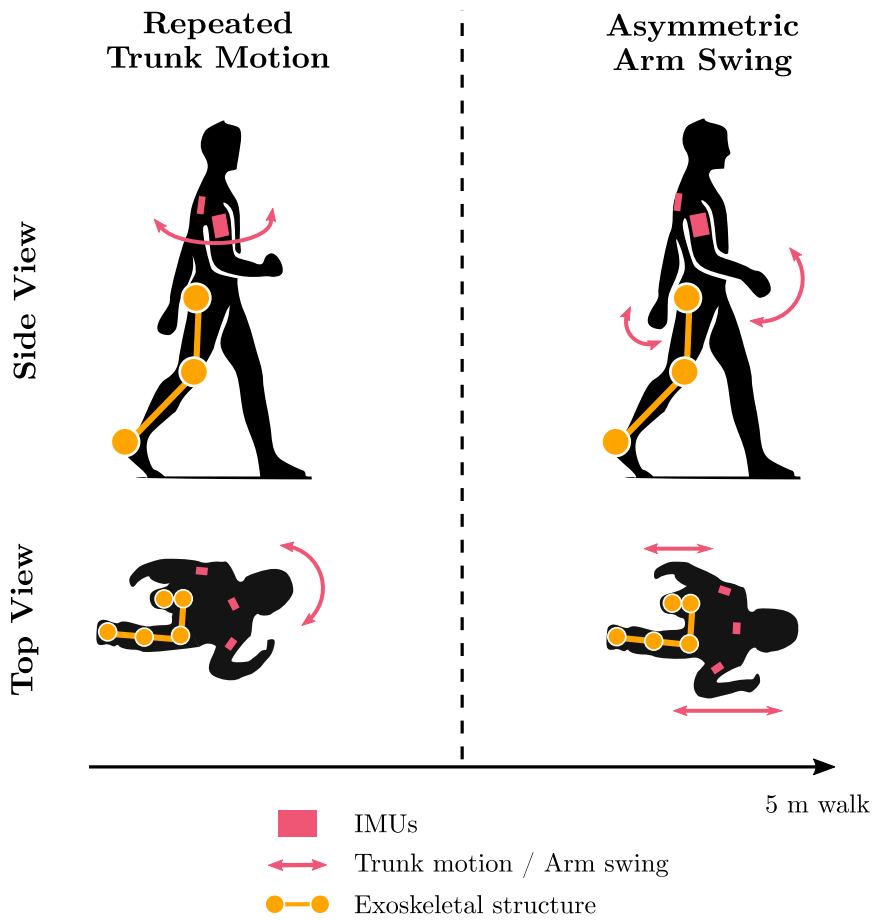 Repeated
Trunk Motion
Asymmetric
Arm Swing
Side View
Top View
5 m walk
IMUs
Trunk motion / Arm swing
Exoskeletal structure